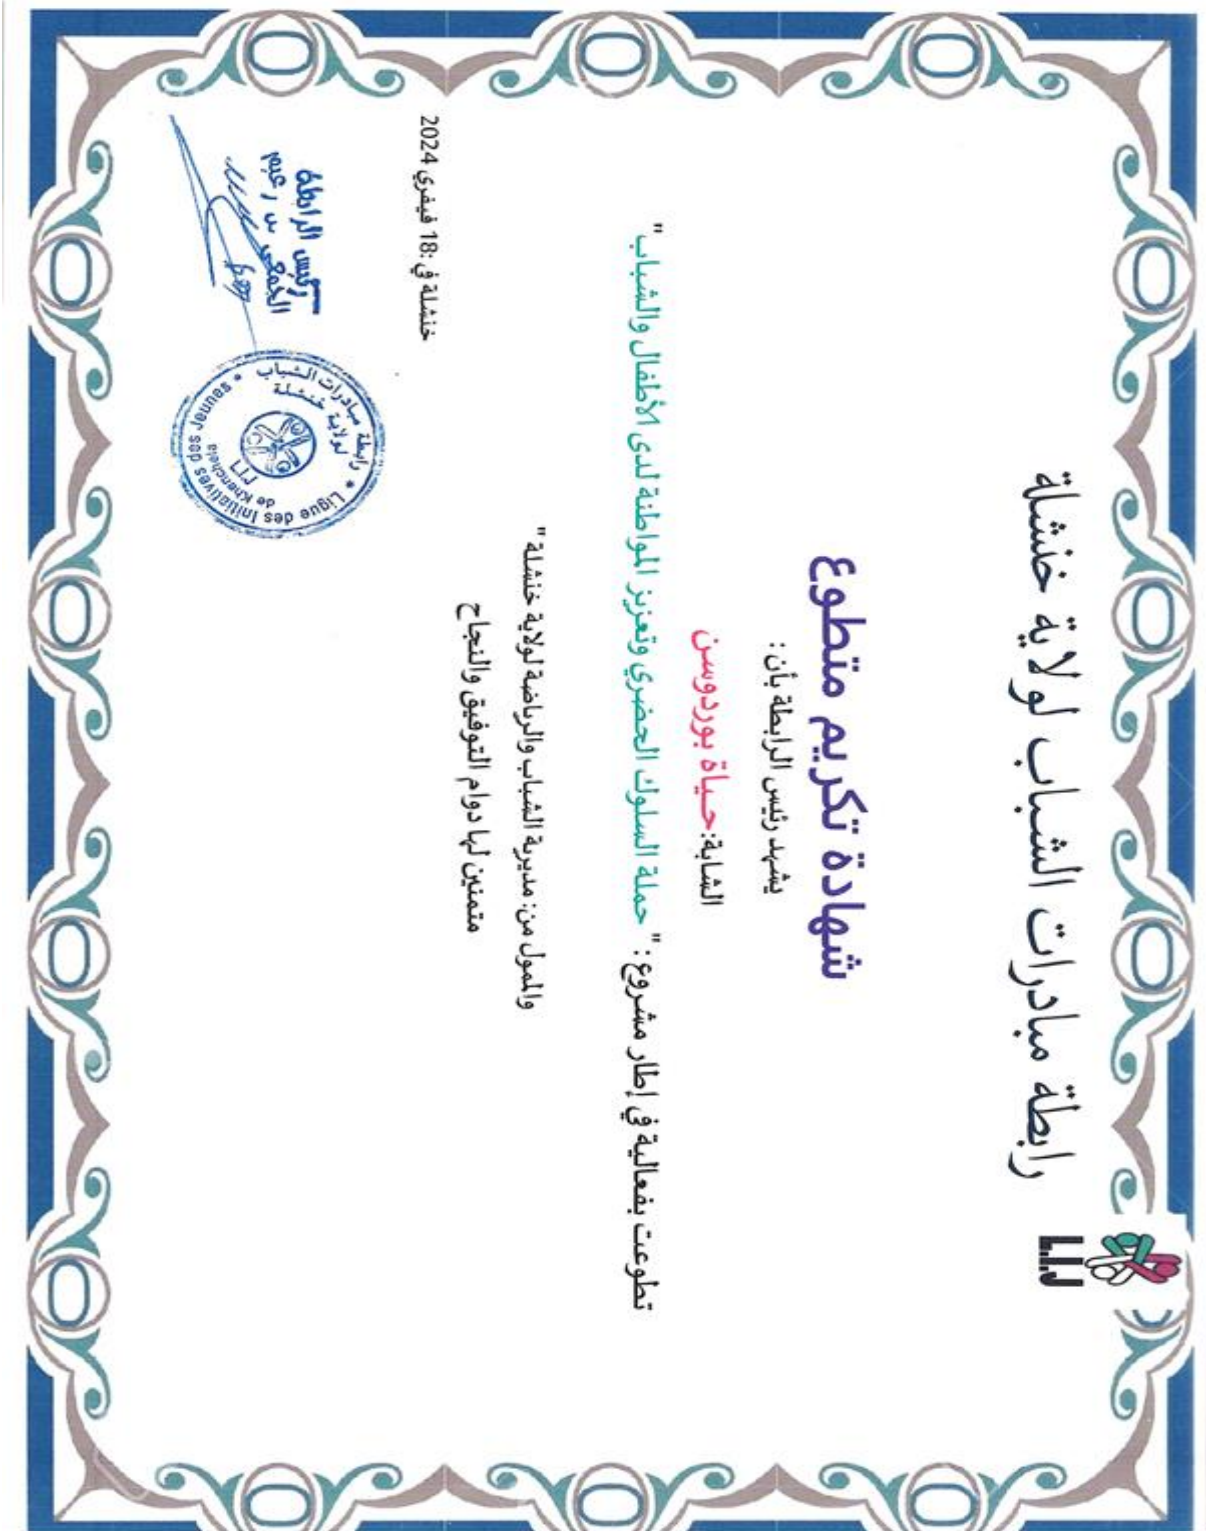 رابطة مبادرات الشباب لولاية خنشلة
L.I.J
شهادة تكريم متطوع
يشهد رئيس الرابطة بأن :
الشابة: حياة بوردوسن
تطوعت بفعالية في إطار مشروع : " حملة السلوك الحضري وتعزيز المواطنة لدى الأطفال والشباب "
والممول من: مديرية الشباب والرياضة لولاية خنشلة"
متمنين لها دوام التوفيق والنجاح
خنشلة في :18 فيفري 2024
رئيس الرابطة
رابطة مبادرات الشباب
لولاية خنشلة
Ligue des Initiatives des Jeunes
de Khenchela